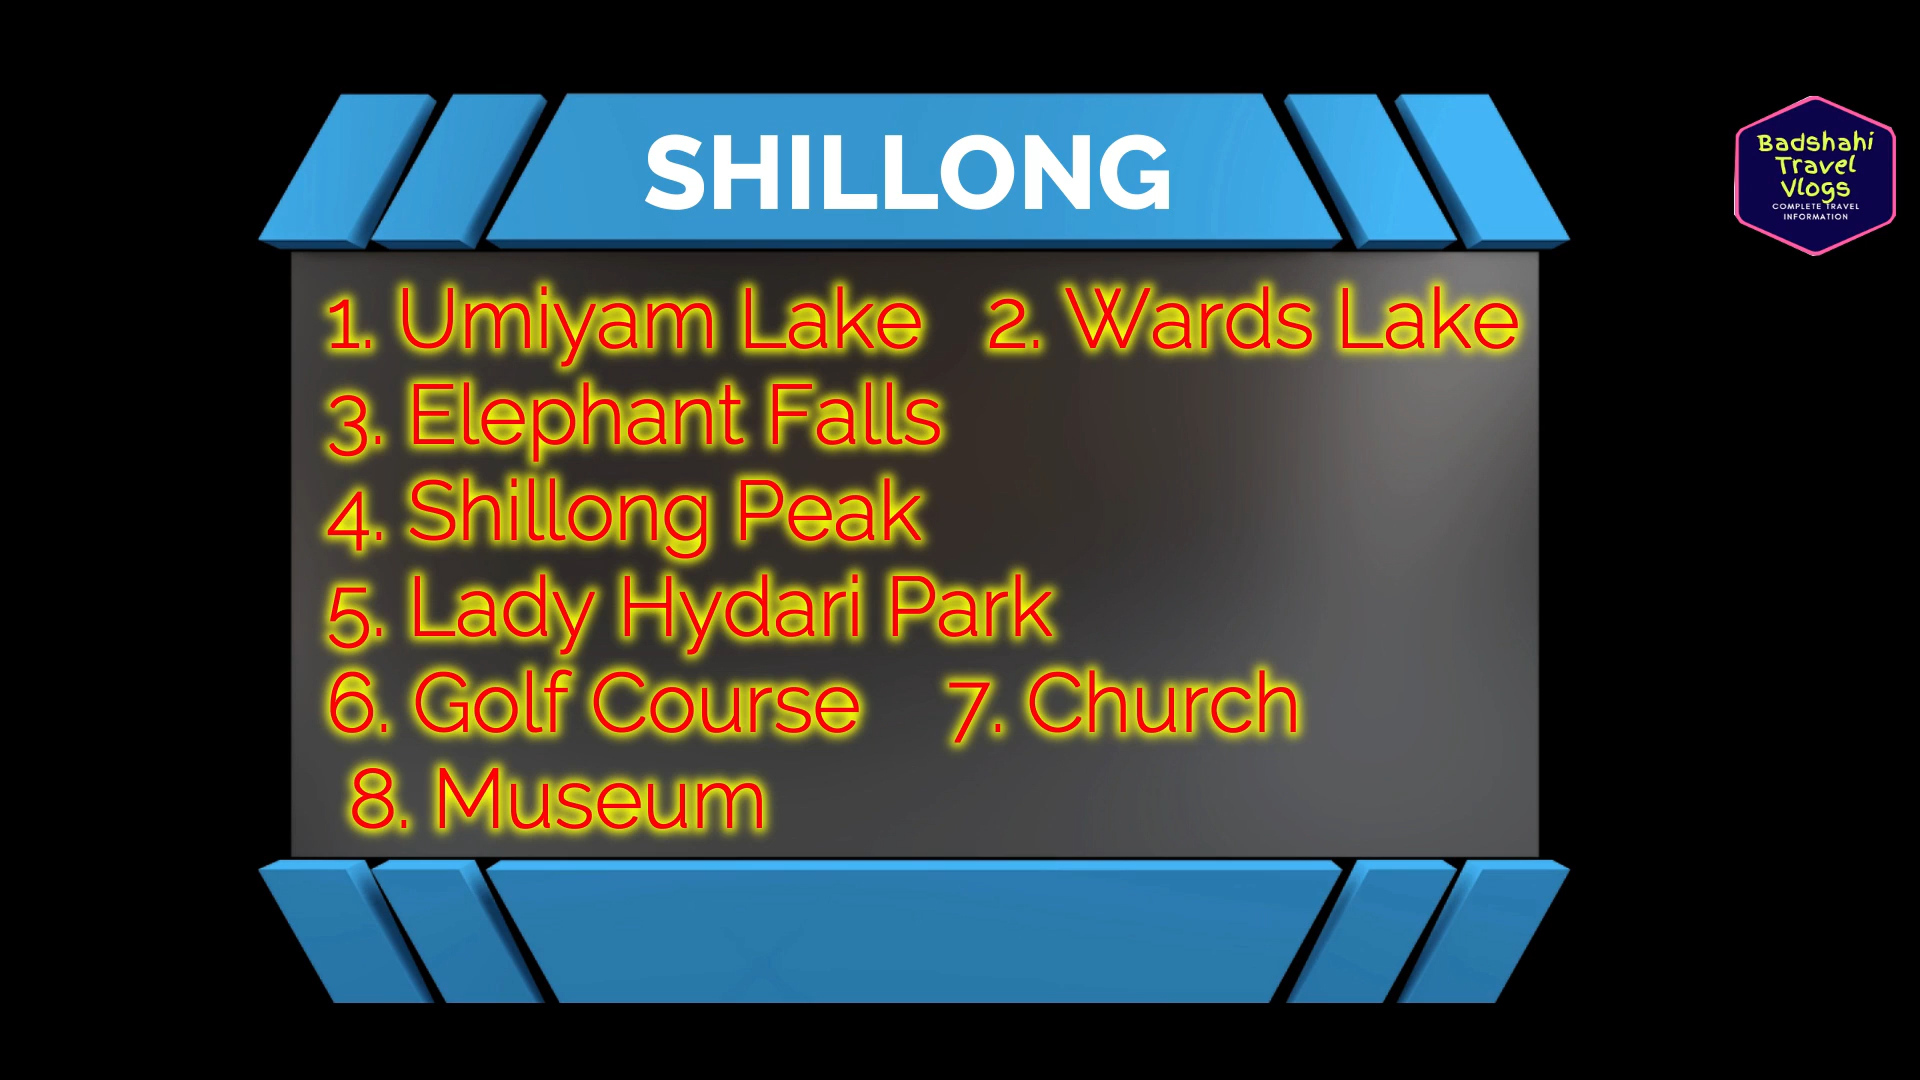 SHILLONG
Badshahi
Travel
Vlogs
COMPLETE TRAVEL
INFORMATION
1. Umiyam Lake 2. Wards Lake
3. Elephant Falls
4. Shillong Peak
5. Lady Hydari Park
6. Golf Course 7. Church
8. Museum